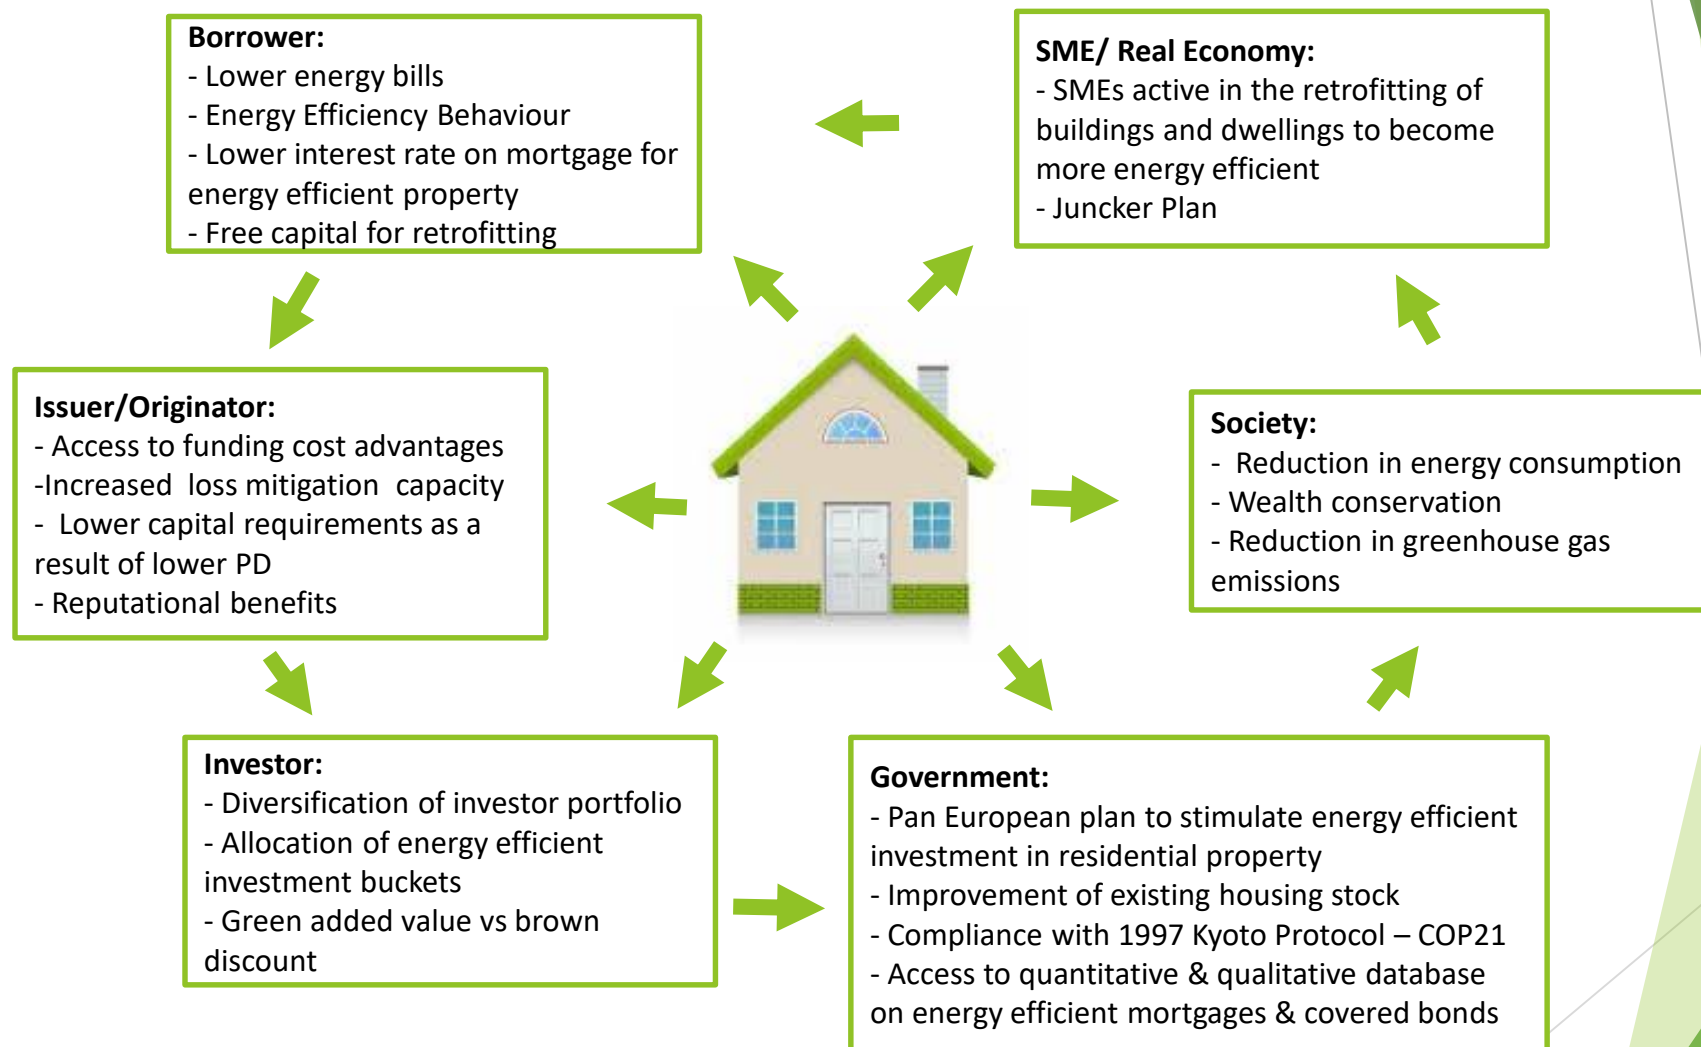 Borrower:
- Lower energy bills
- Energy Efficiency Behaviour
- Lower interest rate on mortgage for
energy efficient property
- Free capital for retrofitting
SME/ Real Economy:
- SMEs active in the retrofitting of
buildings and dwellings to become
more energy efficient
- Juncker Plan
Issuer/Originator:
- Access to funding cost advantages
-Increased loss mitigation capacity
- Lower capital requirements as a
result of lower PD
- Reputational benefits
Society:
- Reduction in energy consumption
- Wealth conservation
- Reduction in greenhouse gas
emissions
Investor:
- Diversification of investor portfolio
- Allocation of energy efficient
investment buckets
- Green added value vs brown
discount
Government:
- Pan European plan to stimulate energy efficient
investment in residential property
- Improvement of existing housing stock
- Compliance with 1997 Kyoto Protocol – COP21
- Access to quantitative & qualitative database
on energy efficient mortgages & covered bonds